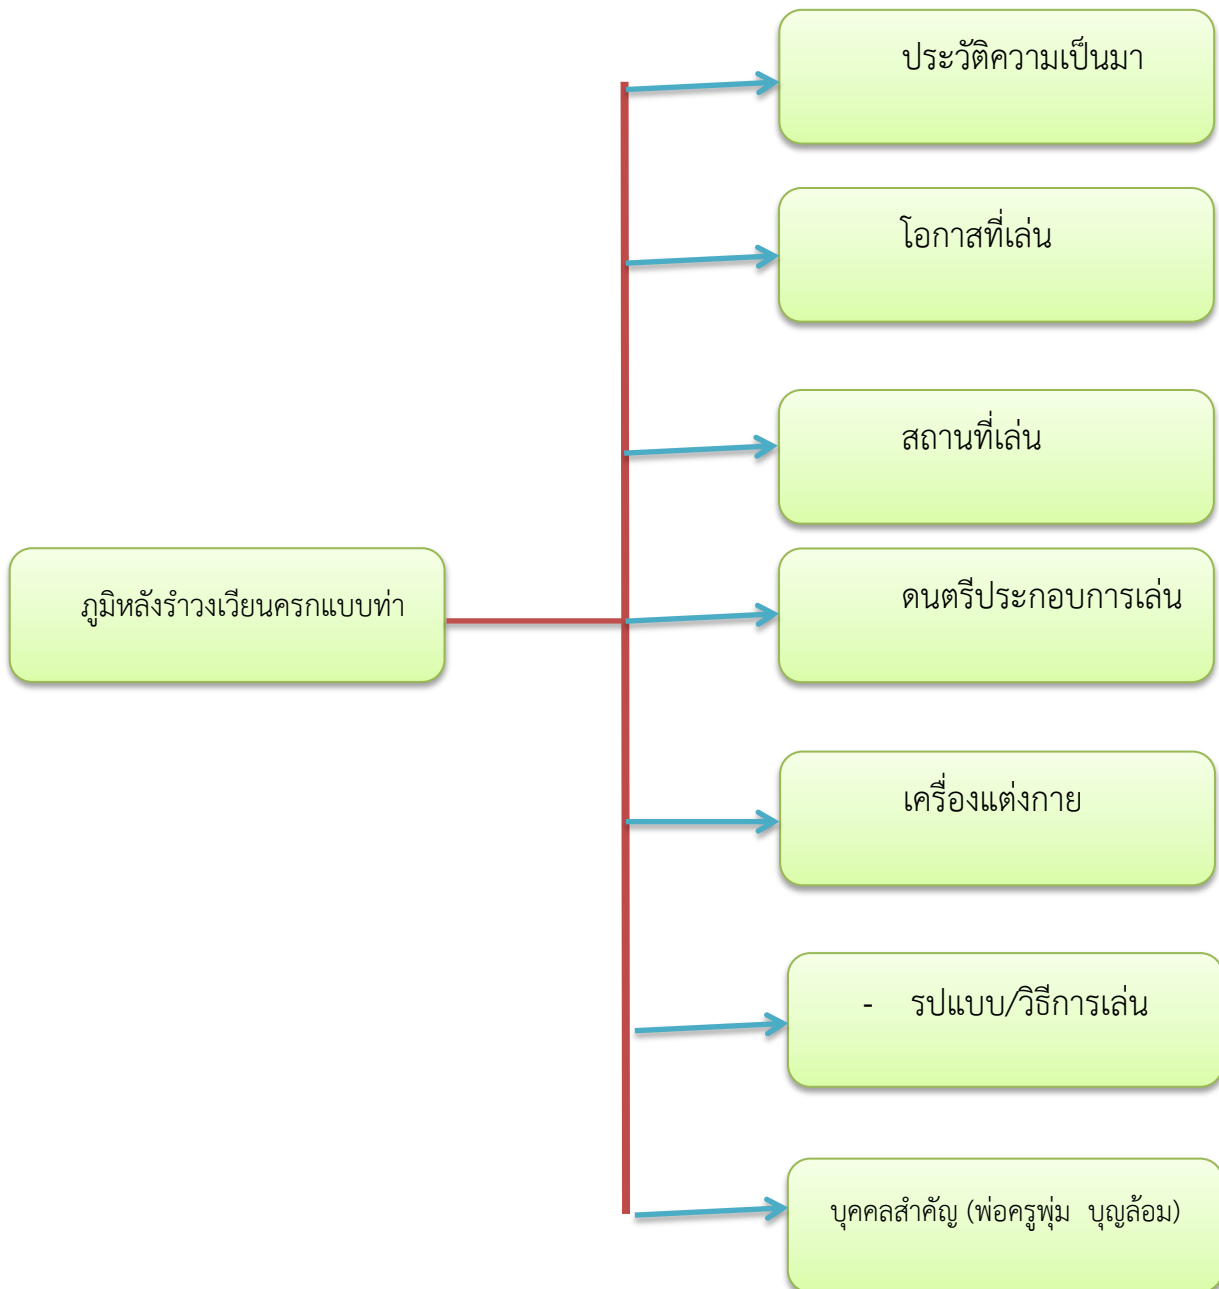 ประวัติความเป็นมา
โอกาสที่เล่น
สถานที่เล่น
ภูมิหลังรำวงเวียนครกแบบท่า
ดนตรีประกอบการเล่น
เครื่องแต่งกาย
- รปแบบ/วิธีการเล่น
บุคคลสำคัญ (พ่อครูพุ่ม บุญล้อม)